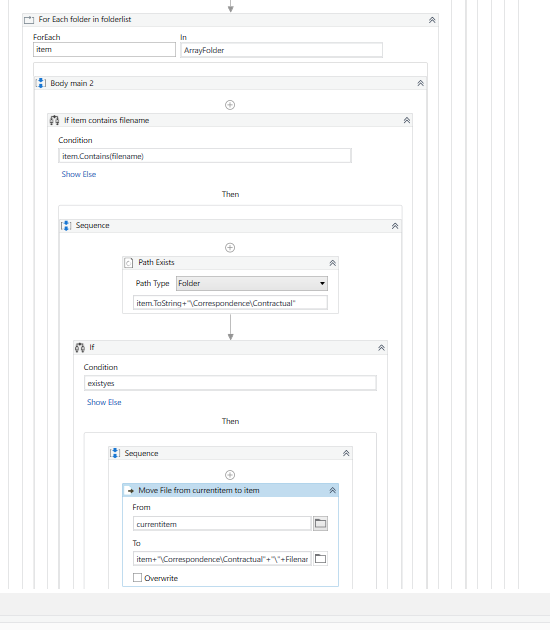 For Each folder in folderlist
ForEach In
item ArrayFolder
Body main 2
If item contains filename
Condition
item.Contains(filename)
Show Else
Then
Sequence
Path Exists
Path Type Folder
item.ToString+"\Correspondence\Contractual"
If
Condition
existyes
Show Else
Then
Sequence
Move File from currentitem to item
From
currentitem
To
item+"\Correspondence\Contractual"+"\"+Filenar
Overwrite